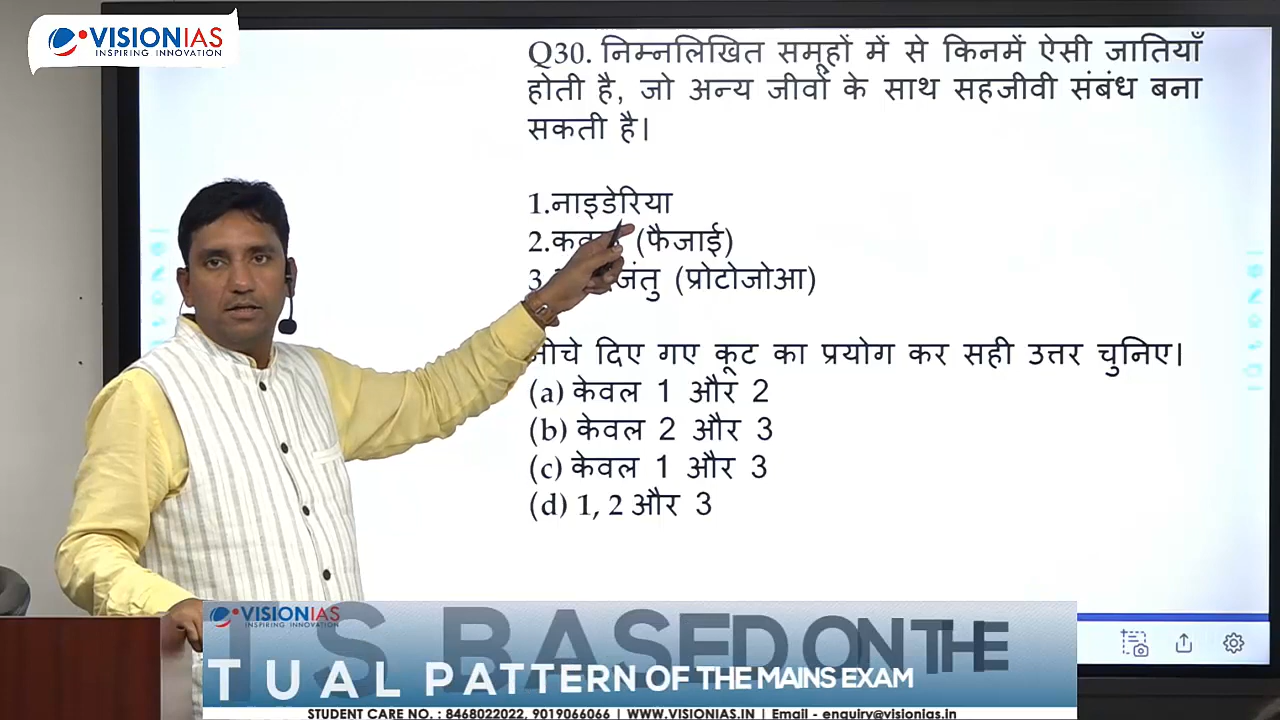 VISIONIAS
INSPIRING INNOVATION
Q30. निम्नलिखित समूहों में से किनमें ऐसी जातियाँ
होती है, जो अन्य जीवों के साथ सहजीवी संबंध बना
सकती है।
1.नाइडेरिया
2. (फैजाई)
3. (प्रोटोजोआ)
नीचे दिए गए कूट का प्रयोग कर सही उत्तर चुनिए।
(a) केवल 1 और 2
(b) केवल 2 और 3
(c) केवल 1 और 3
(d) 1, 2 और 3
VISIONIAS
INSPIRING INNOVATION
S BASED ON THE
TUAL PATTERN OF THE MAINS EXAM
STUDENT CARE NO. : 8468022022, 9019066066 | WWW.VISIONIAS.IN | Email - enquiry@visionias.in